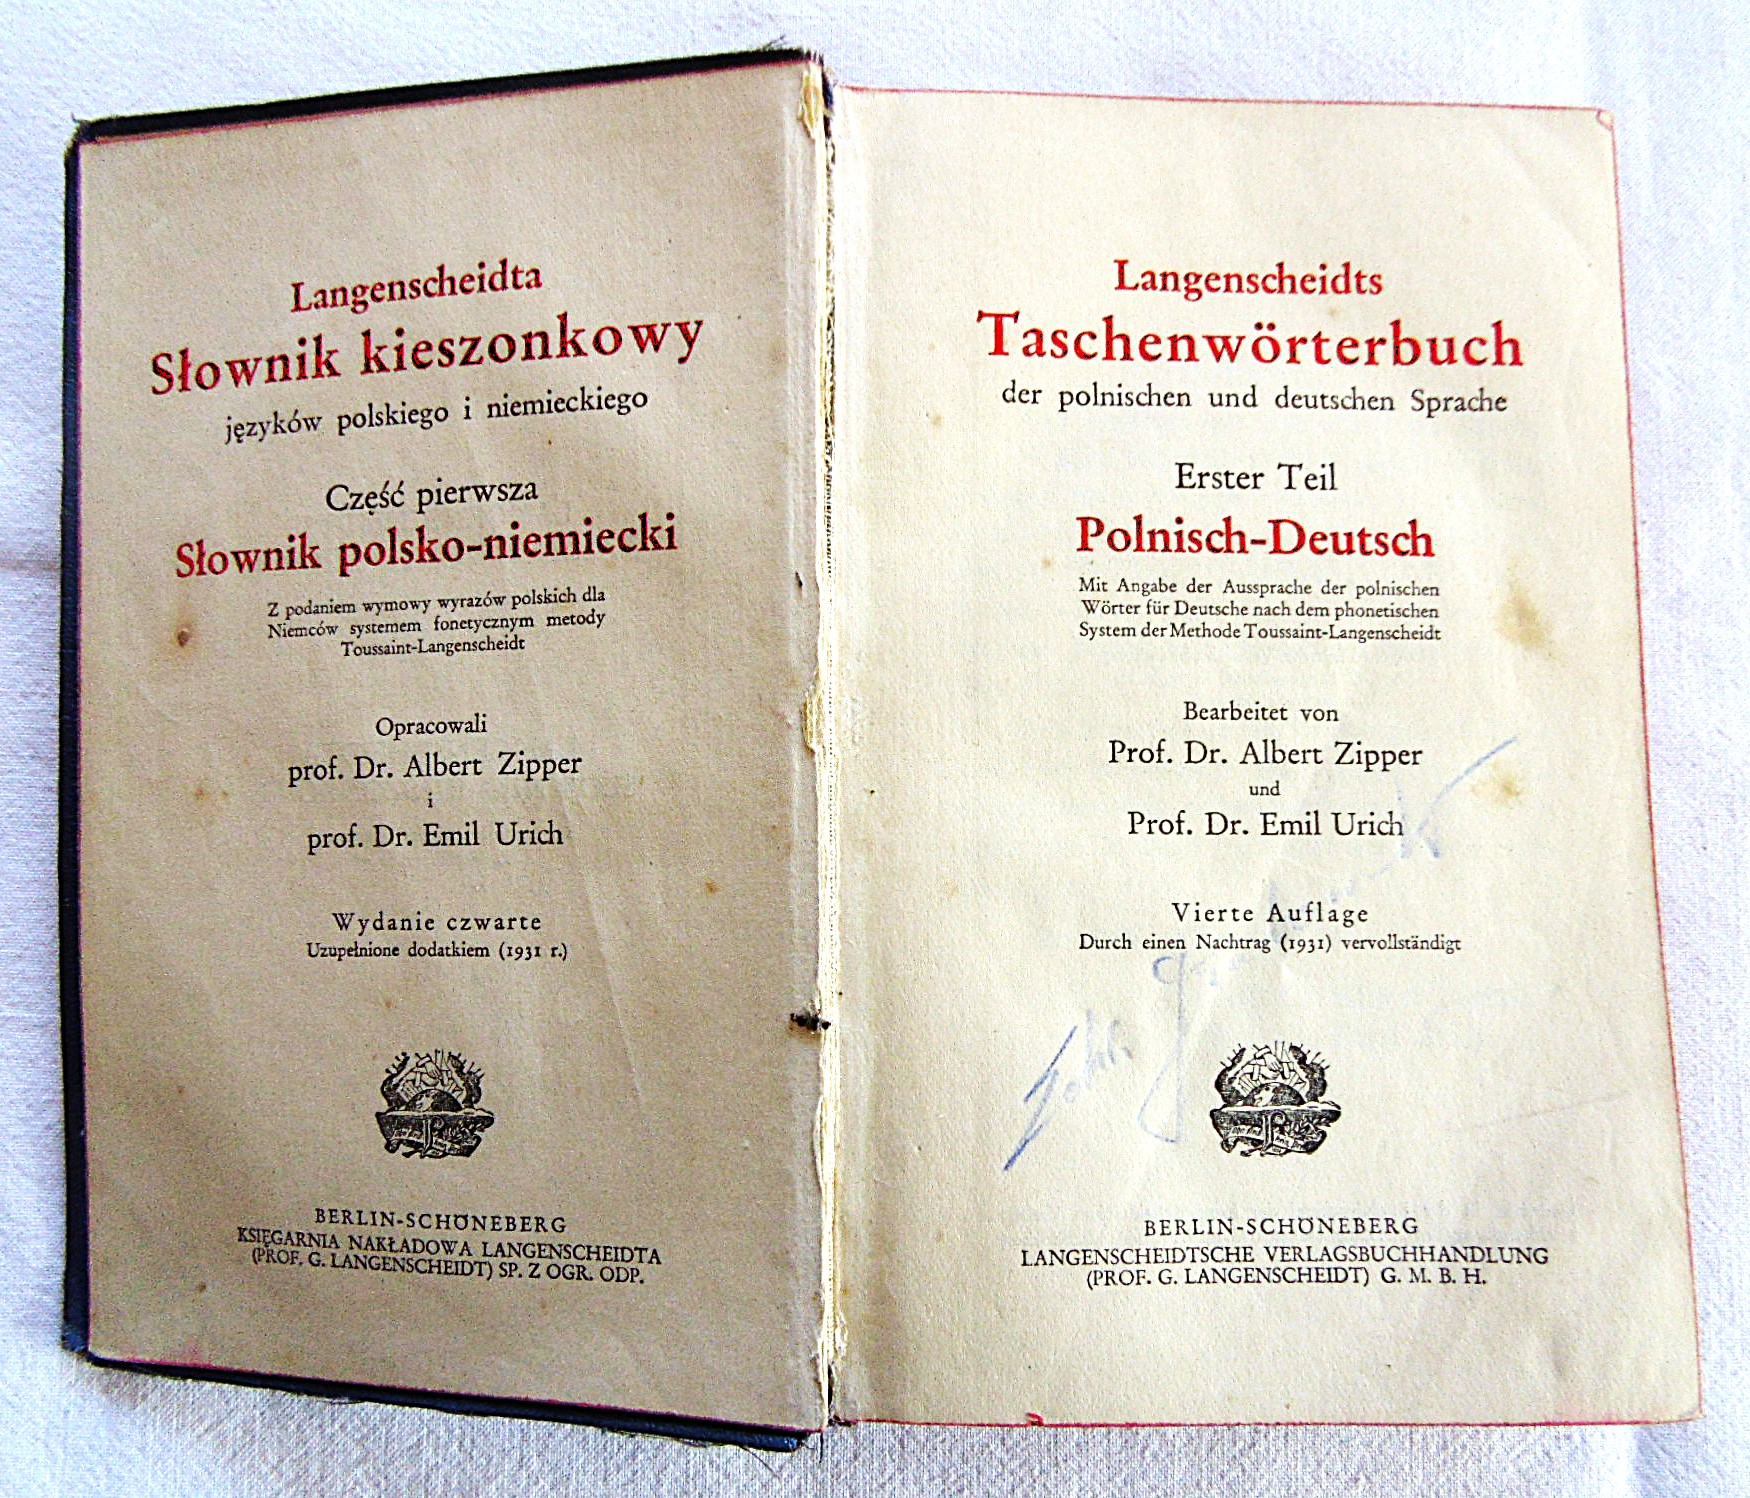 Langenscheidta
Słownik kieszonkowy
języków polskiego i niemieckiego
Część pierwsza
Słownik polsko-niemiecki
Z podaniem wymowy wyrazów polskich dla
Niemców systemem fonetycznym metody
Toussaint-Langenscheidt
Opracowali
prof. Dr. Albert Zipper
i
prof. Dr. Emil Urich
Wydanie czwarte
Uzupełnione dodatkiem (1931 r.)
BERLIN-SCHÖNEBERG
KSIĘGARNIA NAKŁADOWA LANGENSCHEIDTA
(PROF. G. LANGENSCHEIDT) SP. Z OGR. ODP.
Langenscheidts
Taschenwörterbuch
der polnischen und deutschen Sprache
Erster Teil
Polnisch-Deutsch
Mit Angabe der Aussprache der polnischen
Wörter für Deutsche nach dem phonetischen
System der Methode Toussaint-Langenscheidt
Bearbeitet von
Prof. Dr. Albert Zipper
und
Prof. Dr. Emil Urich
Vierte Auflage
Durch einen Nachtrag (1931) vervollständigt
BERLIN-SCHÖNEBERG
LANGENSCHEIDTSCHE VERLAGSBUCHHANDLUNG
(PROF. G. LANGENSCHEIDT) G. M. B. H.